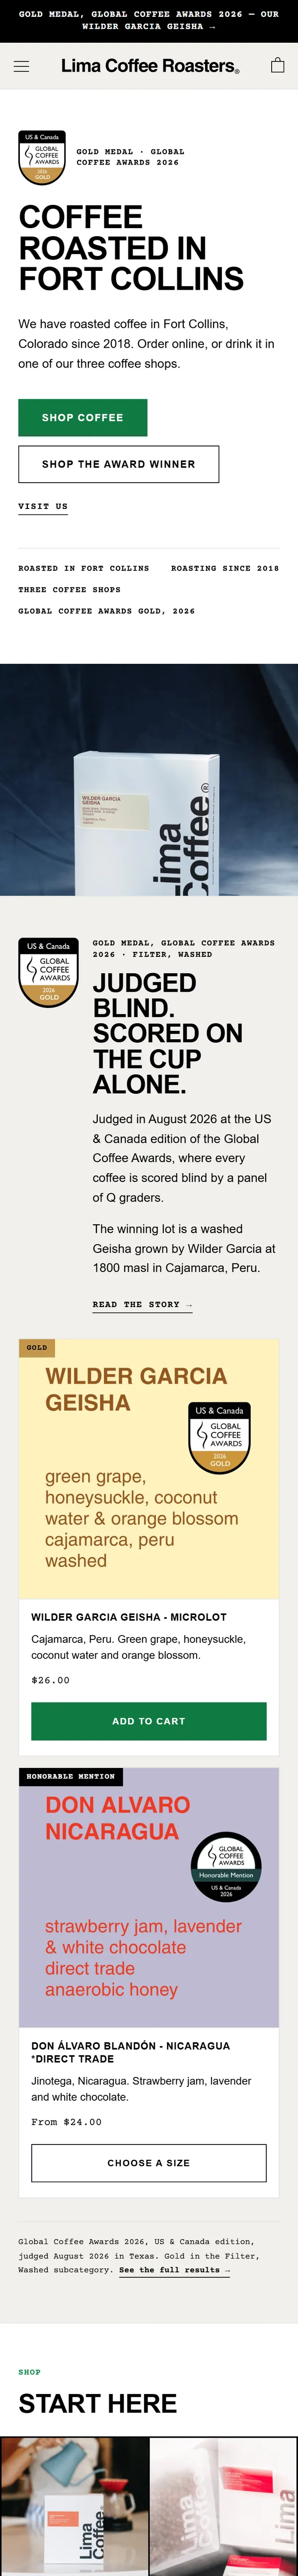 GOLD MEDAL, GLOBAL COFFEE AWARDS 2026 — OUR
WILDER GARCIA GEISHA →
Lima Coffee Roasters®
US & Canada
GLOBAL
COFFEE
AWARDS
2026
GOLD
GOLD MEDAL · GLOBAL
COFFEE AWARDS 2026
COFFEE
ROASTED IN
FORT COLLINS
We have roasted coffee in Fort Collins,
Colorado since 2018. Order online, or drink it in
one of our three coffee shops.
SHOP COFFEE
SHOP THE AWARD WINNER
VISIT US
ROASTED IN FORT COLLINS
ROASTING SINCE 2018
THREE COFFEE SHOPS
GLOBAL COFFEE AWARDS GOLD, 2026
WILDER GARCIA
GEISHA
Lima
Coffee®
US & Canada
GLOBAL
COFFEE
AWARDS
2026
GOLD
GOLD MEDAL, GLOBAL COFFEE AWARDS
2026 · FILTER, WASHED
JUDGED
BLIND.
SCORED ON
THE CUP
ALONE.
Judged in August 2026 at the US
& Canada edition of the Global
Coffee Awards, where every
coffee is scored blind by a panel
of Q graders.
The winning lot is a washed
Geisha grown by Wilder Garcia at
1800 masl in Cajamarca, Peru.
READ THE STORY →
GOLD
WILDER GARCIA
GEISHA
US & Canada
GLOBAL
COFFEE
AWARDS
2026
GOLD
green grape,
honeysuckle, coconut
water & orange blossom
cajamarca, peru
washed
WILDER GARCIA GEISHA - MICROLOT
Cajamarca, Peru. Green grape, honeysuckle,
coconut water and orange blossom.
$26.00
ADD TO CART
HONORABLE MENTION
DON ALVARO
NICARAGUA
GLOBAL
COFFEE
AWARDS
Honorable Mention
US & Canada
2026
strawberry jam, lavender
& white chocolate
direct trade
anaerobic honey
DON ÁLVARO BLANDÓN - NICARAGUA
*DIRECT TRADE
Jinotega, Nicaragua. Strawberry jam, lavender
and white chocolate.
From $24.00
CHOOSE A SIZE
Global Coffee Awards 2026, US & Canada edition,
judged August 2026 in Texas. Gold in the Filter,
Washed subcategory. See the full results →
SHOP
START HERE
Lima
Coffee
Lima